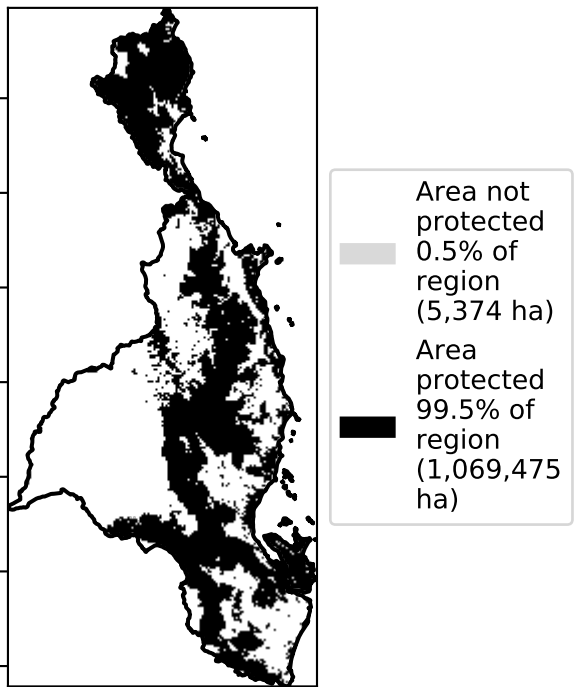 Area not
protected
0.5% of
region
(5,374 ha)
Area
protected
99.5% of
region
(1,069,475
ha)